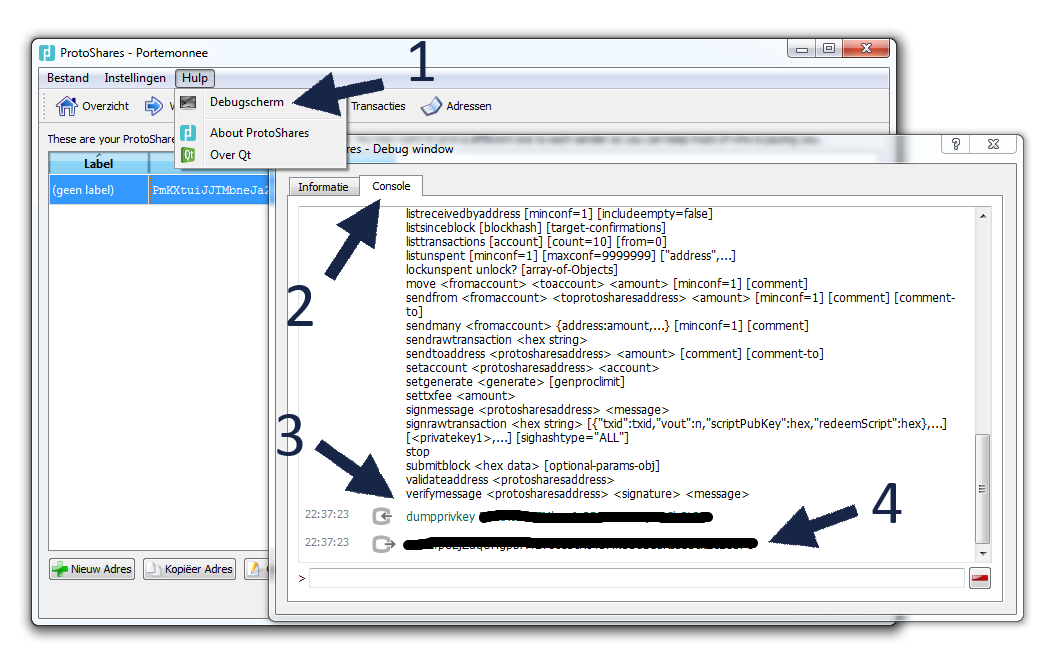 ProtoShares - Portemonnee
1
Bestand Instellingen Hulp
Debugscherm
Overzicht
Transacties Adressen
About ProtoShares
These are your ProtoShare
Over Qt
Debug window
Label
(geen label) PmKXtuiJJTMbneJa2
Informatie Console
2
listreceivedbyaddress [minconf=1] [includeempty=false]
listsinceblock [blockhash] [target-confirmations]
listtransactions [account] [count=10] [from=0]
listunspent [minconf=1] [maxconf=9999999] ["address",...]
lockunspent unlock? [array-of-Objects]
move <fromaccount> <toaccount> <amount> [minconf=1] [comment]
sendfrom <fromaccount> <toprotosharesaddress> <amount> [minconf=1] [comment] [comment-
to]
sendmany <fromaccount> {address:amount,...} [minconf=1] [comment]
sendrawtransaction <hex string>
sendtoaddress <protosharesaddress> <amount> [comment] [comment-to]
setaccount <protosharesaddress> <account>
setgenerate <generate> [genproclimit]
settxfee <amount>
signmessage <protosharesaddress> <message>
signrawtransaction <hex string> [{"txid":txid,"vout":n,"scriptPubKey":hex,"redeemScript":hex},...]
[<privatekey1>,...] [sighashtype="ALL"]
stop
submitblock <hex data> [optional-params-obj]
validateaddress <protosharesaddress>
verifymessage <protosharesaddress> <signature> <message>
3
22:37:23 dumpprivkey
4
22:37:23
Nieuw Adres Kopiëer Adres
>